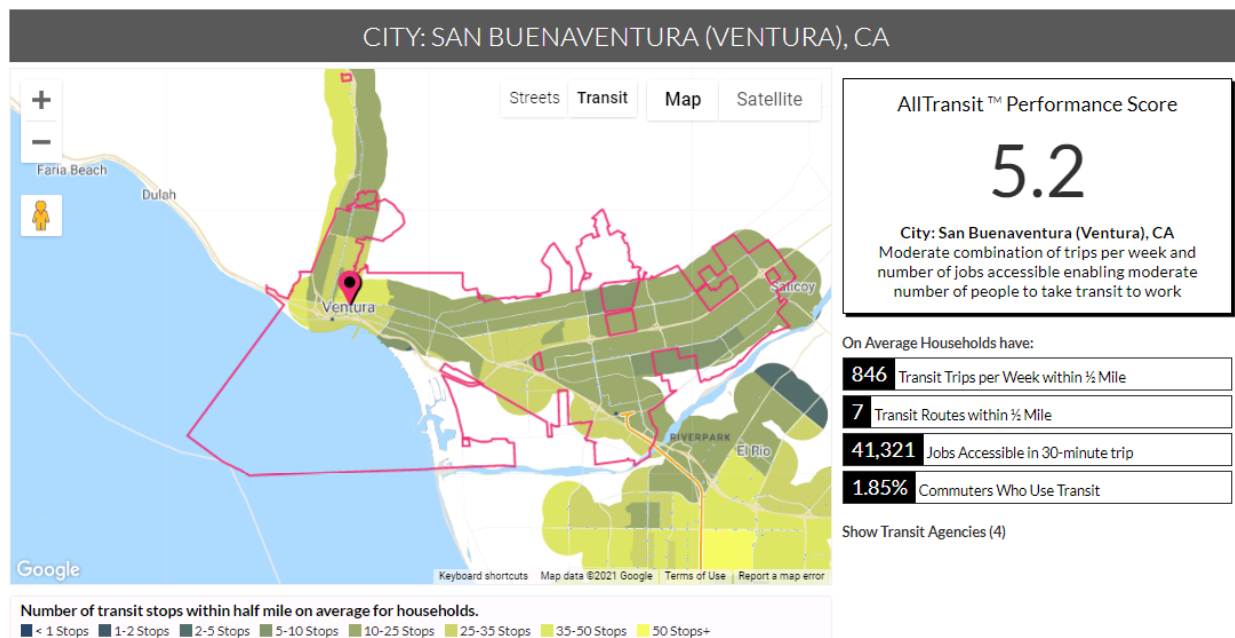 CITY: SAN BUENAVENTURA (VENTURA), CA
+
Streets
Transit
Map
Satellite
−
Faria Beach
Dulah
Ventura
Saticoy
RIVERPARK
El Rio
Google
Keyboard shortcuts
Map data ©2021 Google
Terms of Use
Report a map error
Number of transit stops within half mile on average for households.
< 1 Stops 1-2 Stops 2-5 Stops 5-10 Stops 10-25 Stops 25-35 Stops 35-50 Stops 50 Stops+
AllTransit ™ Performance Score
5.2
City: San Buenaventura (Ventura), CA
Moderate combination of trips per week and
number of jobs accessible enabling moderate
number of people to take transit to work
On Average Households have:
846 Transit Trips per Week within ½ Mile
7 Transit Routes within ½ Mile
41,321 Jobs Accessible in 30-minute trip
1.85% Commuters Who Use Transit
Show Transit Agencies (4)